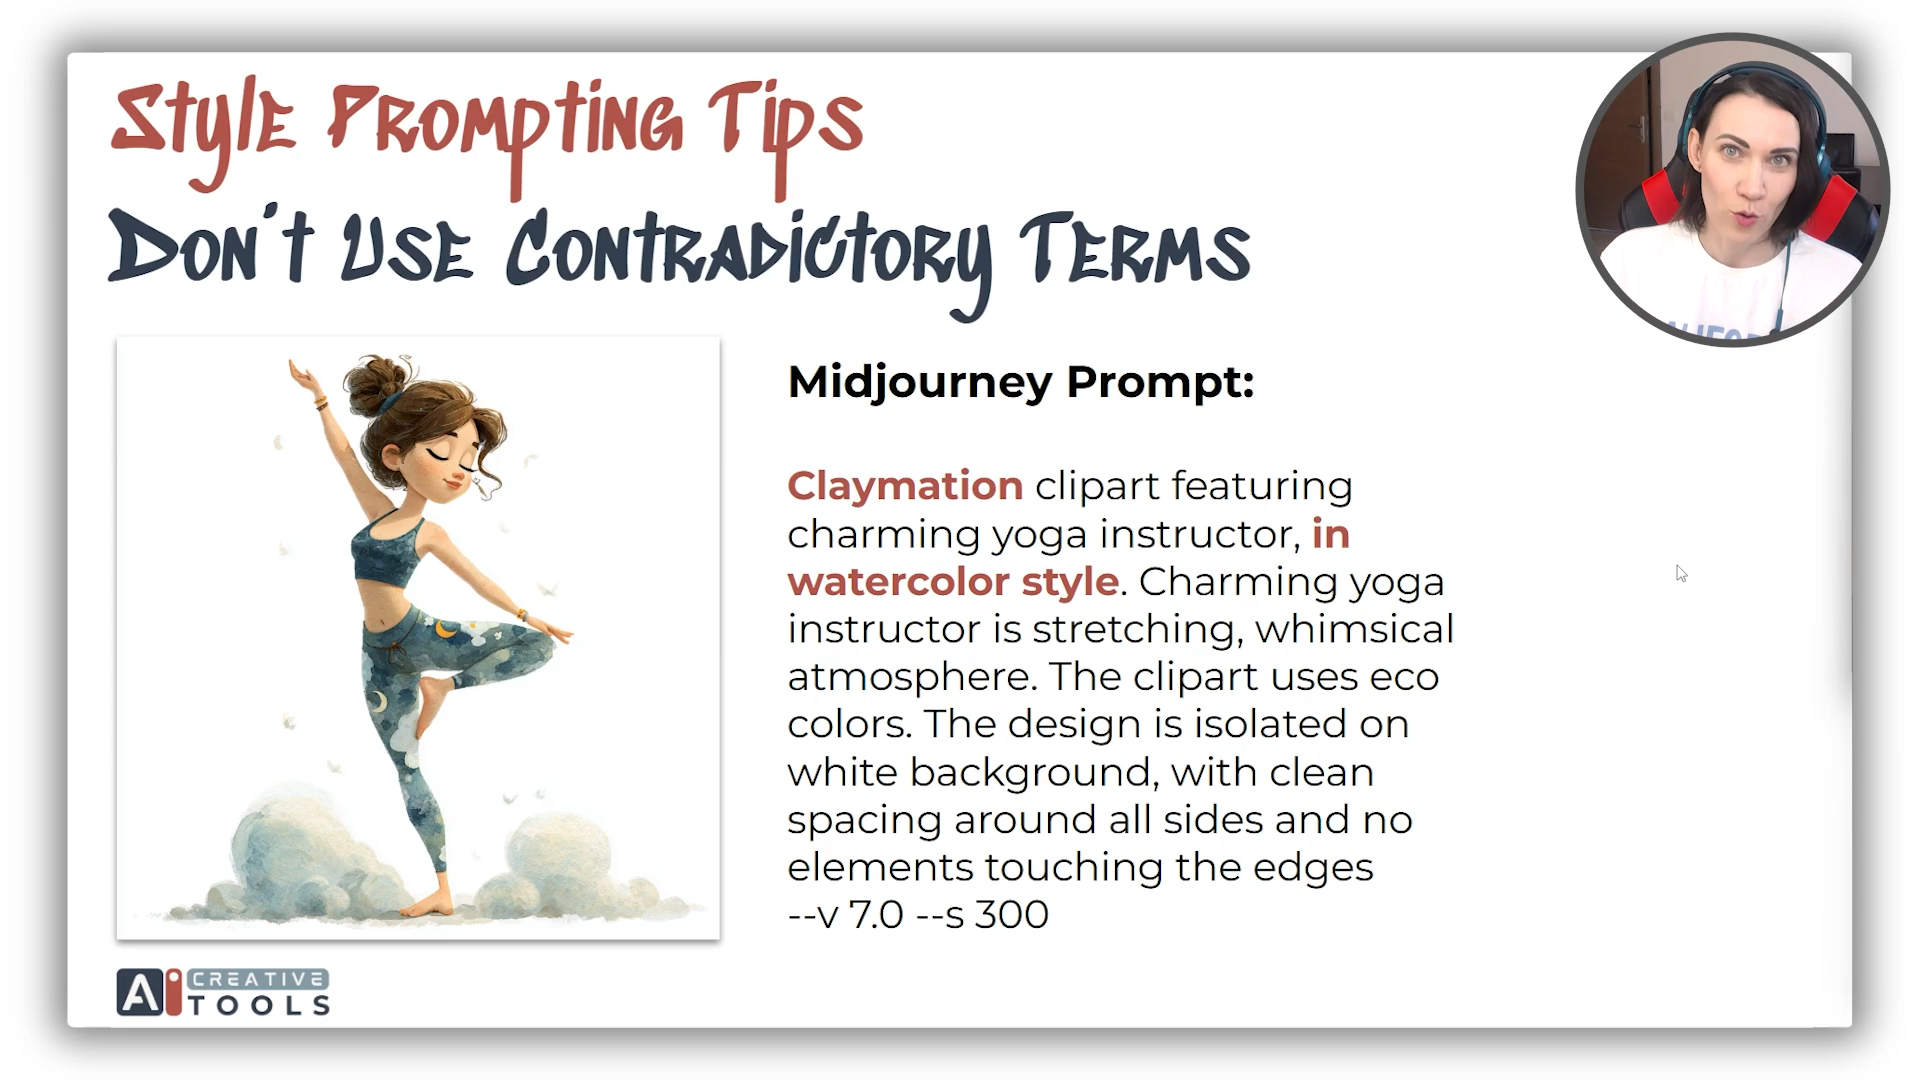 Style Prompting Tips
Don't Use Contradictory Terms
Midjourney Prompt:
Claymation clipart featuring
charming yoga instructor, in
watercolor style. Charming yoga
instructor is stretching, whimsical
atmosphere. The clipart uses eco
colors. The design is isolated on
white background, with clean
spacing around all sides and no
elements touching the edges
--v 7.0 --s 300
Ai CREATIVE
TOOLS